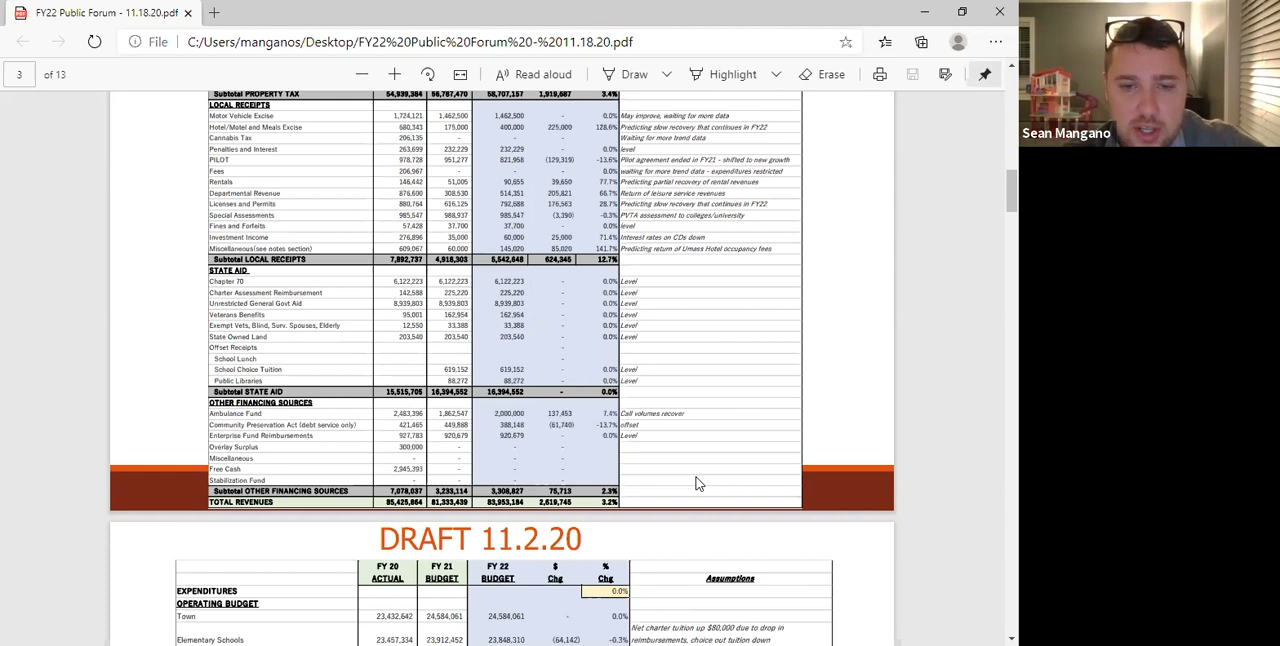 FY22 Public Forum - 11.18.20.pdf
File C:/Users/manganos/Desktop/FY22%20Public%20Forum%20-%2011.18.20.pdf
3 of 13 Read aloud Draw Highlight Erase
Sean Mangano
Subtotal PROPERTY TAX 54,939,384 56,787,470 58,707,157 1,919,687 3.4%
LOCAL RECEIPTS
Motor Vehicle Excise 1,724,121 1,462,500 1,462,500 - 0.0% May improve, waiting for more data
Hotel/Motel and Meals Excise 680,343 175,000 400,000 225,000 128.6% Predicting slow recovery that continues in FY22
Cannabis Tax 206,135 - - - Waiting for more trend data
Penalties and Interest 263,699 232,229 232,229 - 0.0% level
PILOT 978,728 951,277 821,958 (129,319) -13.6% Pilot agreement ended in FY21 - shifted to new growth
Fees 206,967 - - - 0.0% waiting for more trend data - expenditures restricted
Rentals 146,442 51,005 90,655 39,650 77.7% Predicting partial recovery of rental revenues
Departmental Revenue 876,600 308,530 514,351 205,821 66.7% Return of leisure service revenues
Licenses and Permits 880,764 616,125 792,688 176,563 28.7% Predicting slow recovery that continues in FY22
Special Assessments 985,547 988,937 985,547 (3,390) -0.3% PVTA assessment to colleges/university
Fines and Forfeits 57,428 37,700 37,700 - 0.0% level
Investment Income 276,896 35,000 60,000 25,000 71.4% Interest rates on CDs down
Miscellaneous(see notes section) 609,067 60,000 145,020 85,020 141.7% Predicting return of Umass Hotel occupancy fees
Subtotal LOCAL RECEIPTS 7,892,737 4,918,303 5,542,648 624,345 12.7%
STATE AID
Chapter 70 6,122,223 6,122,223 6,122,223 - 0.0% Level
Charter Assessment Reimbursement 142,588 225,220 225,220 - 0.0% Level
Unrestricted General Govt Aid 8,939,803 8,939,803 8,939,803 - 0.0% Level
Veterans Benefits 95,001 162,954 162,954 - 0.0% Level
Exempt Vets, Blind, Surv. Spouses, Elderly 12,550 33,388 33,388 - 0.0% Level
State Owned Land 203,540 203,540 203,540 - 0.0% Level
Offset Receipts -
School Lunch -
School Choice Tuition 619,152 619,152 - 0.0% Level
Public Libraries 88,272 88,272 - 0.0% Level
Subtotal STATE AID 15,515,705 16,394,552 16,394,552 - 0.0%
OTHER FINANCING SOURCES
Ambulance Fund 2,483,396 1,862,547 2,000,000 137,453 7.4% Call volumes recover
Community Preservation Act (debt service only) 421,465 449,888 388,148 (61,740) -13.7% offset
Enterprise Fund Reimbursements 927,783 920,679 920,679 - 0.0% Level
Overlay Surplus 300,000 - - -
Miscellaneous - - - -
Free Cash 2,945,393 - - -
Stabilization Fund - - - -
Subtotal OTHER FINANCING SOURCES 7,078,037 3,233,114 3,308,827 75,713 2.3%
TOTAL REVENUES 85,425,864 81,333,439 83,953,184 2,619,745 3.2%
DRAFT 11.2.20
FY 20 FY 21 FY 22 $ %
ACTUAL BUDGET BUDGET Chg Chg Assumptions
EXPENDITURES 0.0%
OPERATING BUDGET
Town 23,432,642 24,584,061 24,584,061 - 0.0%
Net charter tuition up $80,000 due to drop in
Elementary Schools 23,457,334 23,912,452 23,848,310 (64,142) -0.3% reimbursements, choice out tuition down